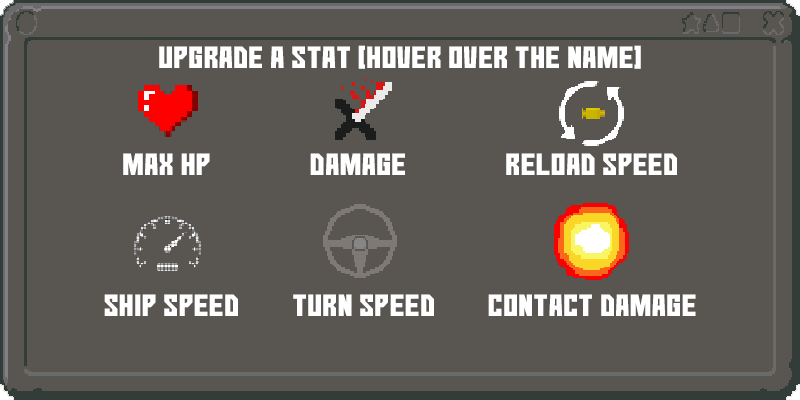 UPGRADE A STAT [HOVER OVER THE NAME]
MAX HP
DAMAGE
RELOAD SPEED
SHIP SPEED
TURN SPEED
CONTACT DAMAGE